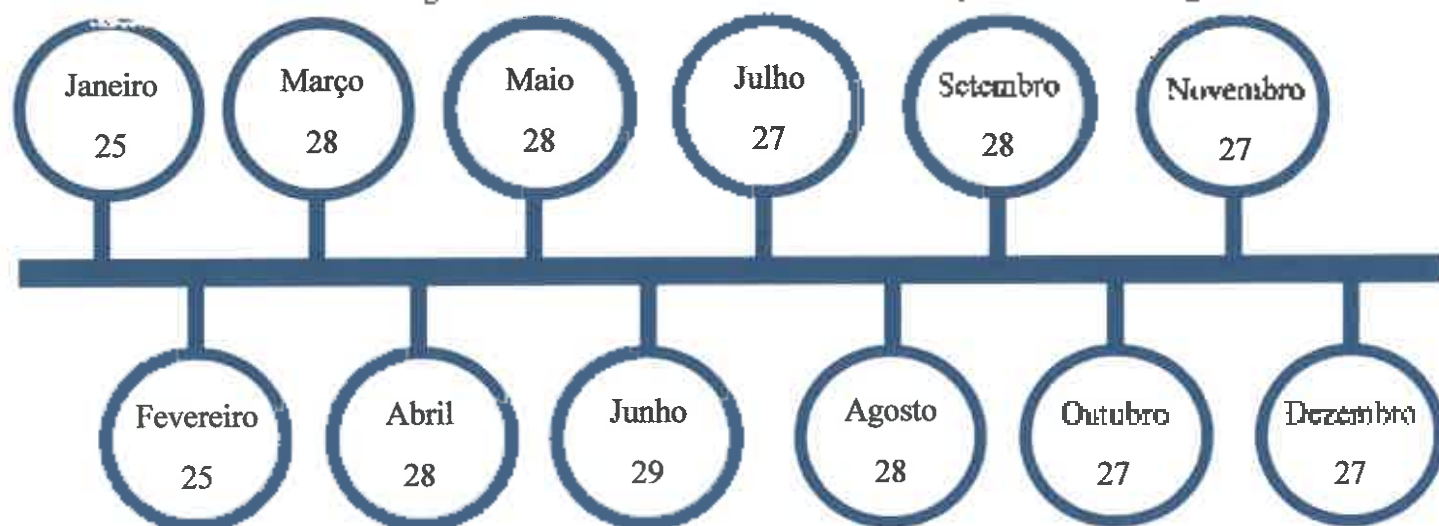 Janeiro
25
Março
28
Maio
28
Julho
27
Setembro
28
Novembro
27
Fevereiro
25
Abril
28
Junho
29
Agosto
28
Outubro
27
Dezembro
27